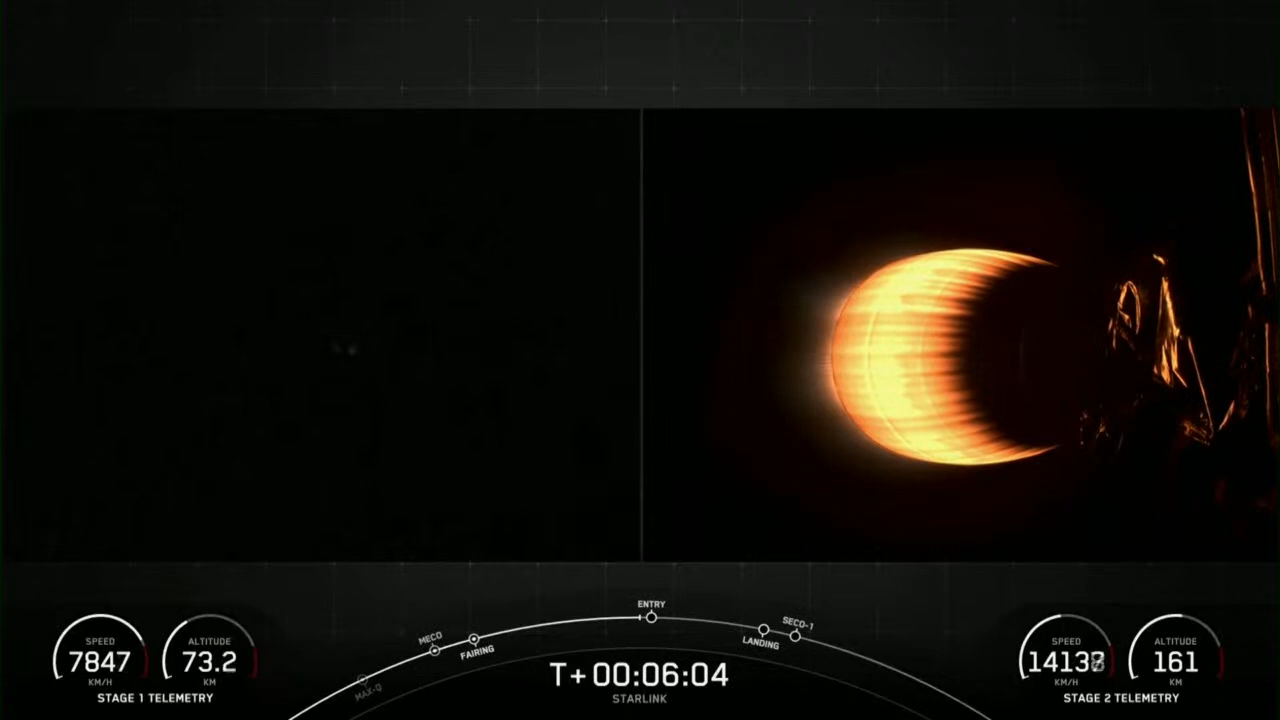 ENTRY
MECO
FAIRING
MAX-Q
LANDING
SECO-1
SPEED
7847
KM/H
ALTITUDE
73.2
KM
STAGE 1 TELEMETRY
T+00:06:04
STARLINK
SPEED
KM/H
ALTITUDE
161
KM
STAGE 2 TELEMETRY